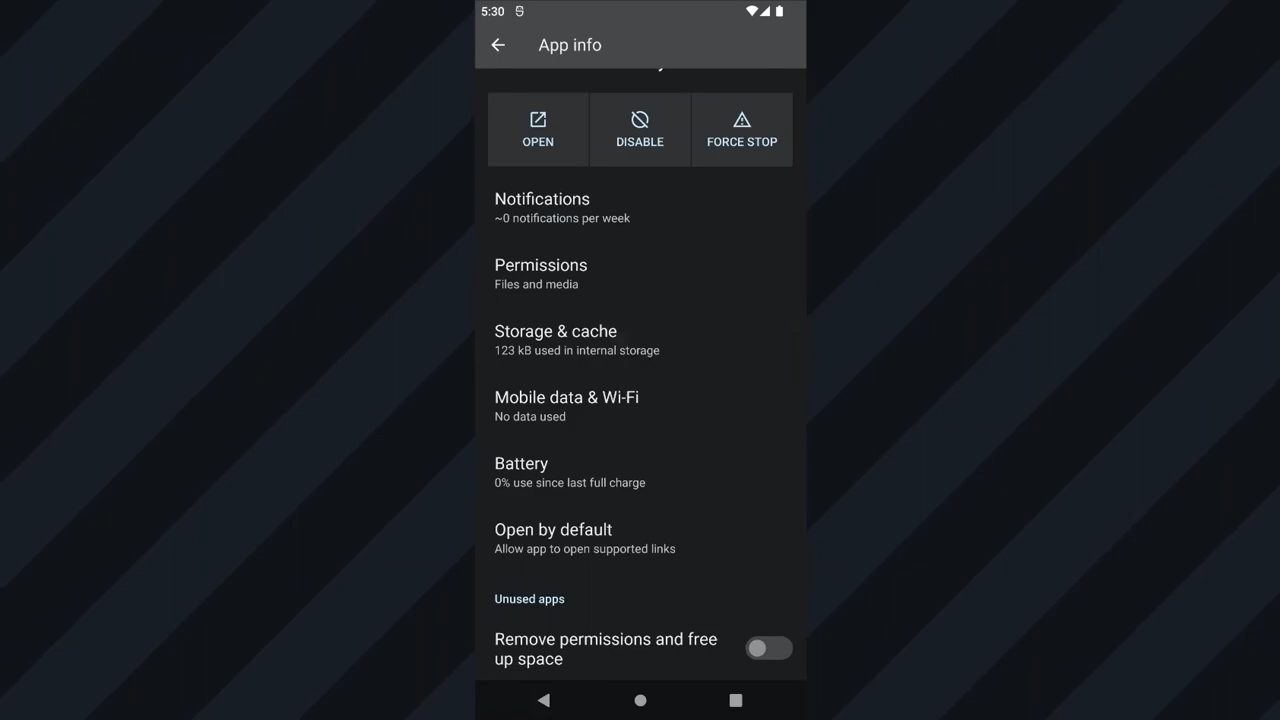 5:30
App info
OPEN
DISABLE
FORCE STOP
Notifications
~0 notifications per week
Permissions
Files and media
Storage & cache
123 kB used in internal storage
Mobile data & Wi-Fi
No data used
Battery
0% use since last full charge
Open by default
Allow app to open supported links
Unused apps
Remove permissions and free
up space